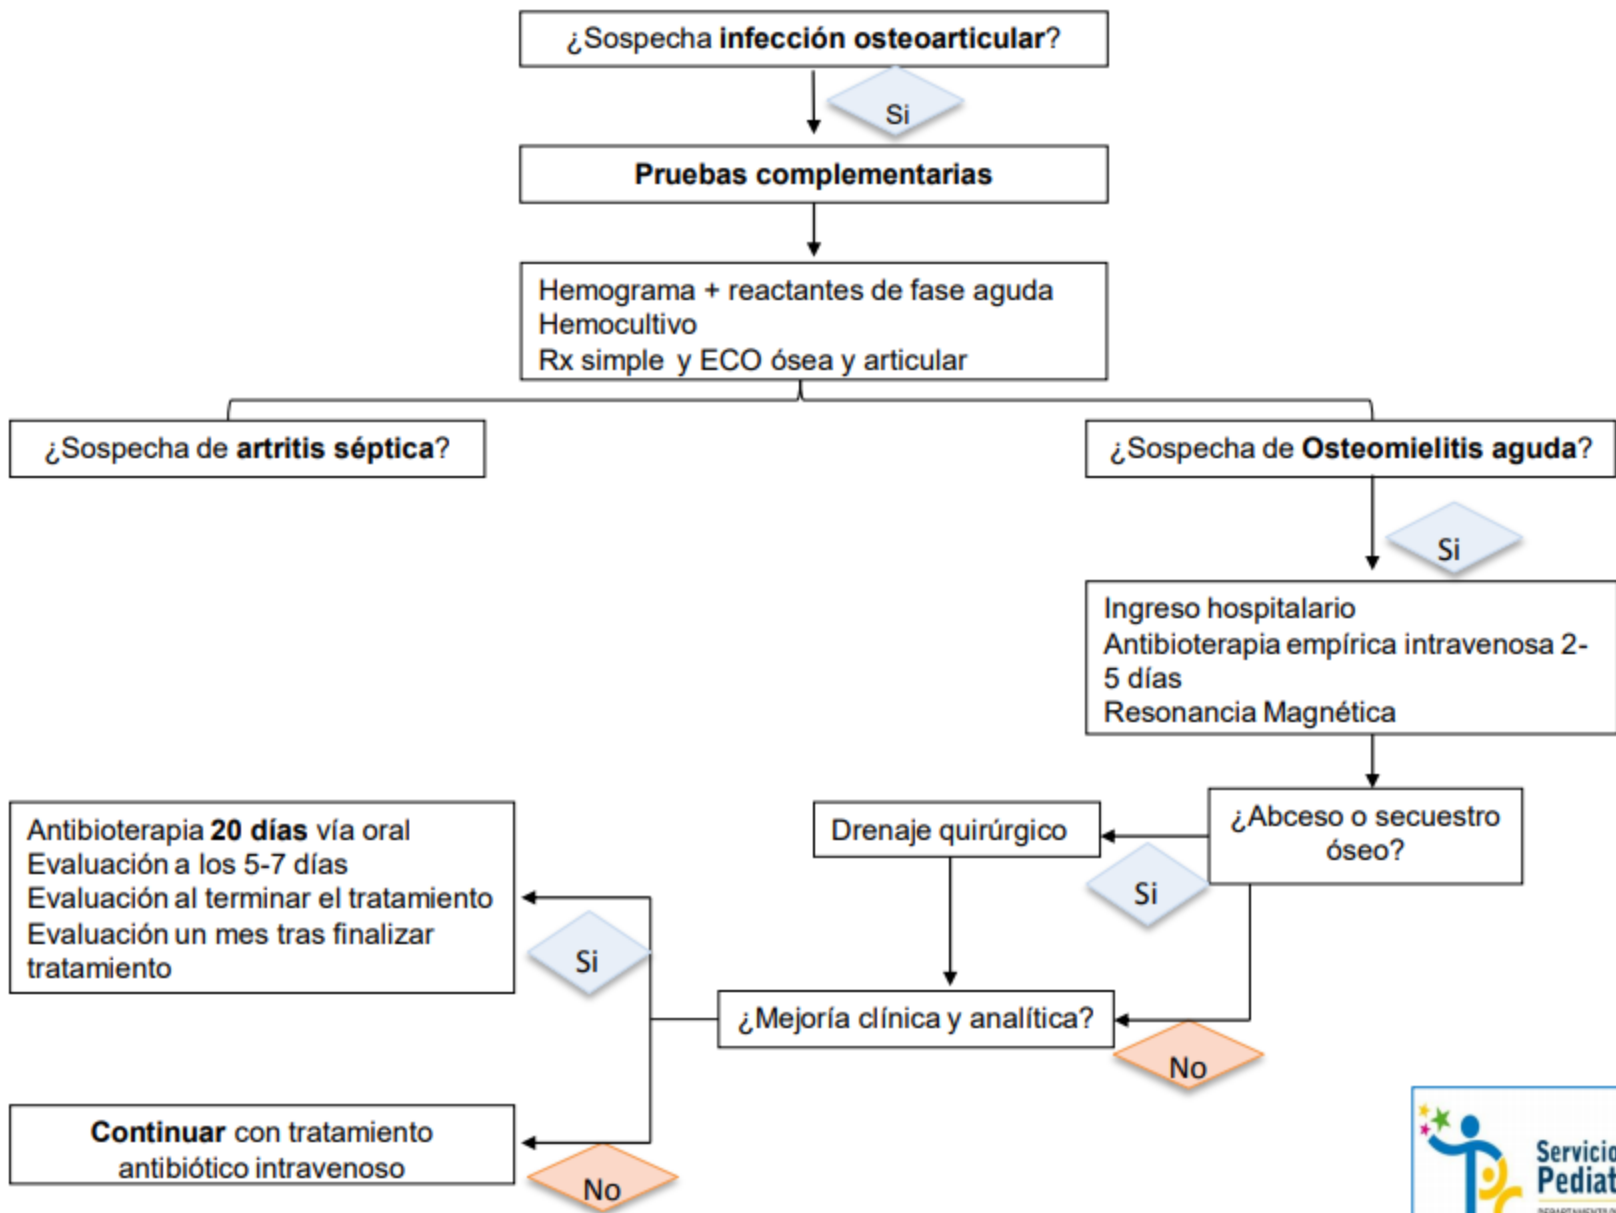 ¿Sospecha infección osteoarticular?
Si
Pruebas complementarias
Hemograma + reactantes de fase aguda
Hemocultivo
Rx simple y ECO ósea y articular
¿Sospecha de artritis séptica?
¿Sospecha de Osteomielitis aguda?
Si
Ingreso hospitalario
Antibioterapia empírica intravenosa 2-
5 días
Resonancia Magnética
¿Abceso o secuestro
óseo?
Drenaje quirúrgico
Si
Antibioterapia 20 días vía oral
Evaluación a los 5-7 días
Evaluación al terminar el tratamiento
Evaluación un mes tras finalizar
tratamiento
Si
¿Mejoría clínica y analítica?
No
Continuar con tratamiento
antibiótico intravenoso
No
Servicio
Pediat